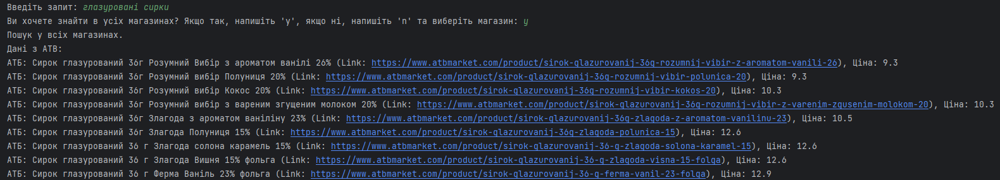 Введіть запит: глазуровані сирки
Ви хочете знайти в усіх магазинах? Якщо так, напишіть 'y', якщо ні, напишіть 'n' та виберіть магазин: y
Пошук у всіх магазинах.
Дані з АТВ:
АТБ: Сирок глазурований 36г Розумний Вибір з ароматом ванілі 26% (Link: https://www.atbmarket.com/product/sirok-glazurovanij-36g-rozumnij-vibir-z-aromatom-vanili-26), Ціна: 9.3
АТБ: Сирок глазурований 36г Розумний вибір Полуниця 20% (Link: https://www.atbmarket.com/product/sirok-glazurovanij-36g-rozumnij-vibir-polunica-20), Ціна: 9.3
АТБ: Сирок глазурований 36г Розумний вибір Кокос 20% (Link: https://www.atbmarket.com/product/sirok-glazurovanij-36g-rozumnij-vibir-kokos-20), Ціна: 10.3
АТБ: Сирок глазурований 36г Розумний вибір з вареним згущеним молоком 20% (Link: https://www.atbmarket.com/product/sirok-glazurovanij-36g-rozumnij-vibir-z-varenim-zgusenim-molokom-20), Ціна: 10.3
АТБ: Сирок глазурований 36г Злагода з ароматом ваніліну 23% (Link: https://www.atbmarket.com/product/sirok-glazurovanij-36g-zlagoda-z-aromatom-vanilinu-23), Ціна: 10.5
АТБ: Сирок глазурований 36г Злагода Полуниця 15% (Link: https://www.atbmarket.com/product/sirok-glazurovanij-36g-zlagoda-polunica-15), Ціна: 12.6
АТБ: Сирок глазурований 36 г Злагода солона карамель 15% (Link: https://www.atbmarket.com/product/sirok-glazurovanij-36-g-zlagoda-solona-karamel-15), Ціна: 12.6
АТБ: Сирок глазурований 36 г Злагода Вишня 15% фольга (Link: https://www.atbmarket.com/product/sirok-glazurovanij-36-g-zlagoda-visna-15-folga), Ціна: 12.6
АТБ: Сирок глазурований 36 г Ферма Ваніль 23% фольга (Link: https://www.atbmarket.com/product/sirok-glazurovanij-36-g-ferma-vanil-23-folga), Ціна: 12.9